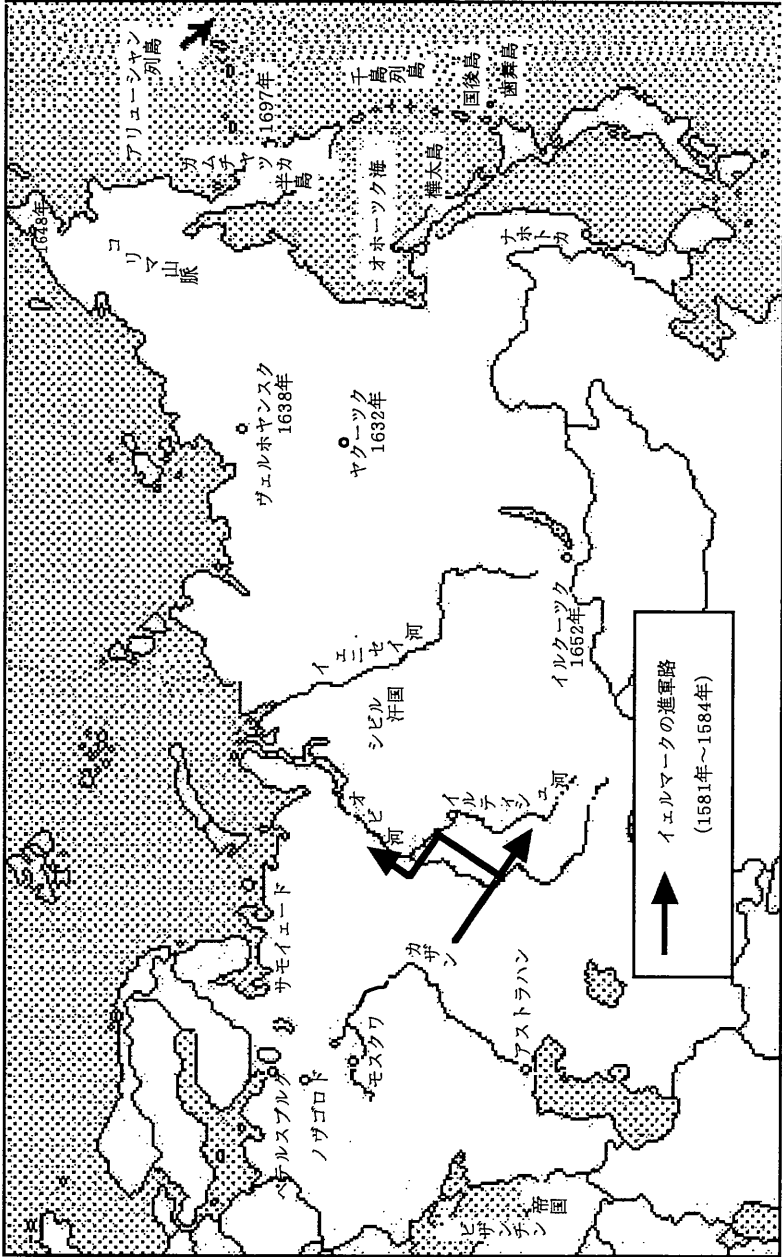 アリューシャン
列島
1648年
コリマ山脈
カムチャツカ
半島
1697年
千島列島
国後島
歯舞島
オホーツク海
樺太島
ナホトカ
ヴェルホヤンスク
1638年
ヤクーツク
1632年
イルクーツク
1652年
イェニセイ河
シビル
汗国
オビ河
イルティシュ河
サモイェード
カザン
アストラハン
ペテルスブルグ
ノヴゴロド
モスクワ
ビザンチン
帝国
イェルマークの進軍路
(1581年～1584年)